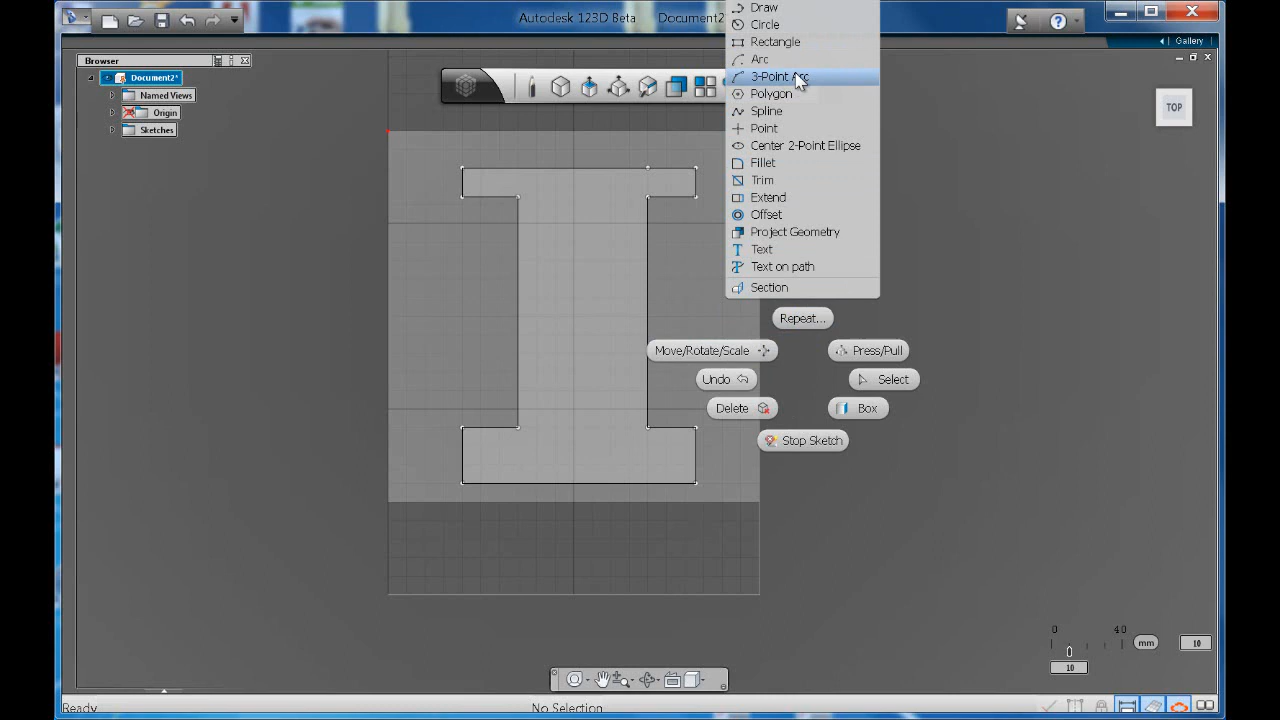 Autodesk 123D Beta Document2
Gallery
Browser
Document2*
Named Views
Origin
Sketches
TOP
Draw
Circle
Rectangle
Arc
3-Point Arc
Polygon
Spline
Point
Center 2-Point Ellipse
Fillet
Trim
Extend
Offset
Project Geometry
Text
Text on path
Section
Repeat...
Move/Rotate/Scale
Press/Pull
Undo
Select
Delete
Box
Stop Sketch
0 40
mm
10
10
Ready
No Selection